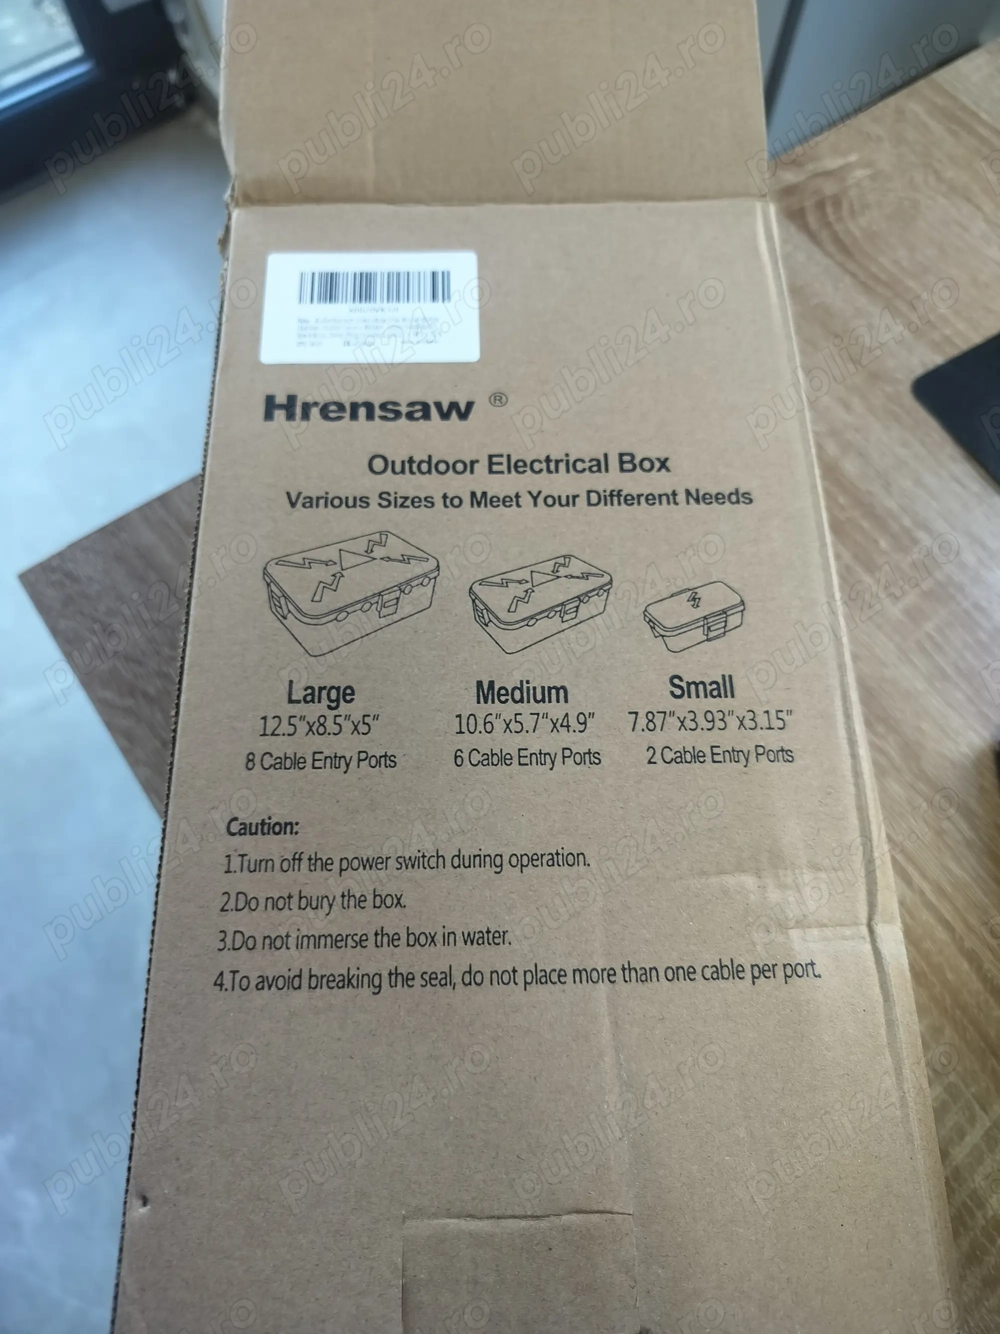 Hrensaw ®
Outdoor Electrical Box
Various Sizes to Meet Your Different Needs
Large Medium Small
12.5"x8.5"x5" 10.6"x5.7"x4.9" 7.87"x3.93"x3.15"
8 Cable Entry Ports 6 Cable Entry Ports 2 Cable Entry Ports
Caution:
1.Turn off the power switch during operation.
2.Do not bury the box.
3.Do not immerse the box in water.
4.To avoid breaking the seal, do not place more than one cable per port.
publi24.ro